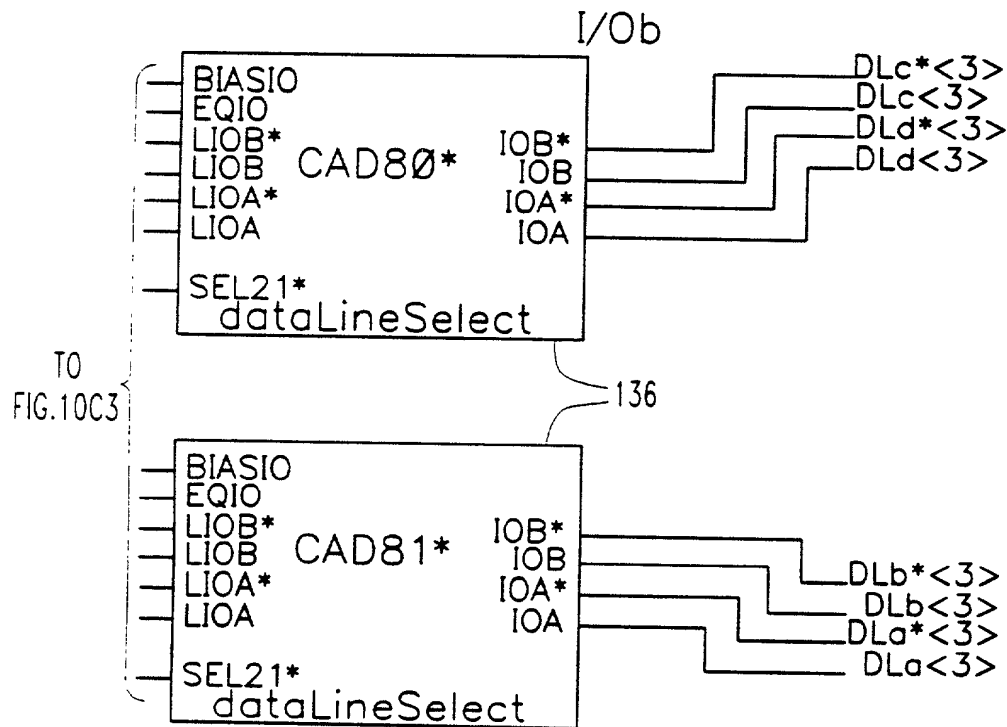 I/Ob
BIASIO
EQIO
LIOB*
LIOB
LIOA*
LIOA
SEL21*
CAD80*
dataLineSelect
IOB*
IOB
IOA*
IOA
DLc*<3>
DLc<3>
DLd*<3>
DLd<3>
TO
FIG.10C3
136
BIASIO
EQIO
LIOB*
LIOB
LIOA*
LIOA
SEL21*
CAD81*
dataLineSelect
IOB*
IOB
IOA*
IOA
DLb*<3>
DLb<3>
DLa*<3>
DLa<3>